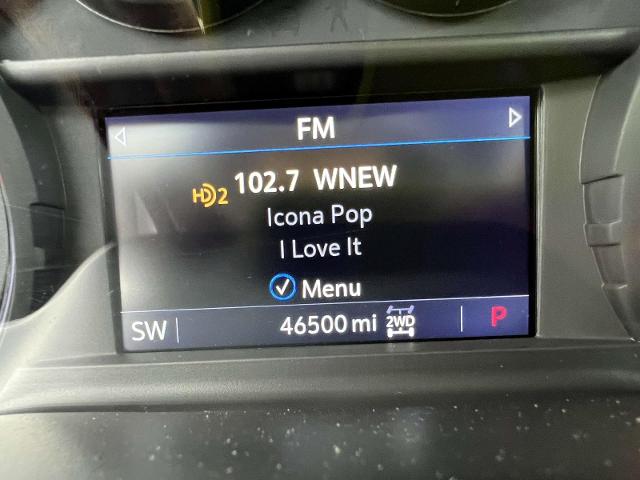 FM
HD2 102.7 WNEW
Icona Pop
I Love It
Menu
SW 46500 mi 2WD P